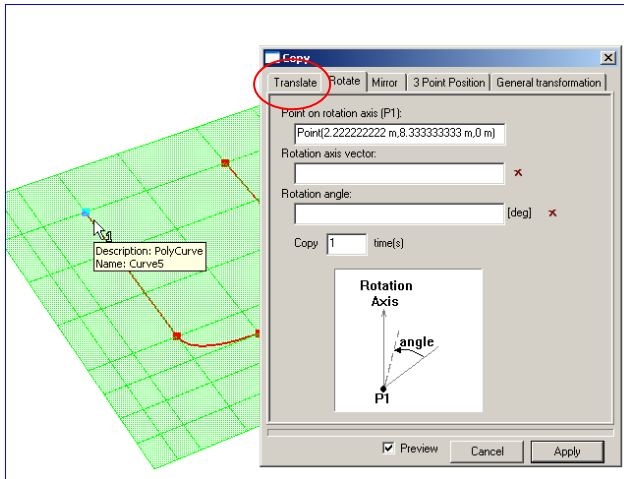 Copy
Translate Rotate Mirror 3 Point Position General transformation
Point on rotation axis (P1):
Point(2.222222222 m,8.333333333 m,0 m)
Rotation axis vector:
Rotation angle:
[deg]
Copy 1 time(s)
Rotation
Axis
angle
P1
Preview Cancel Apply
Description: PolyCurve
Name: Curve5